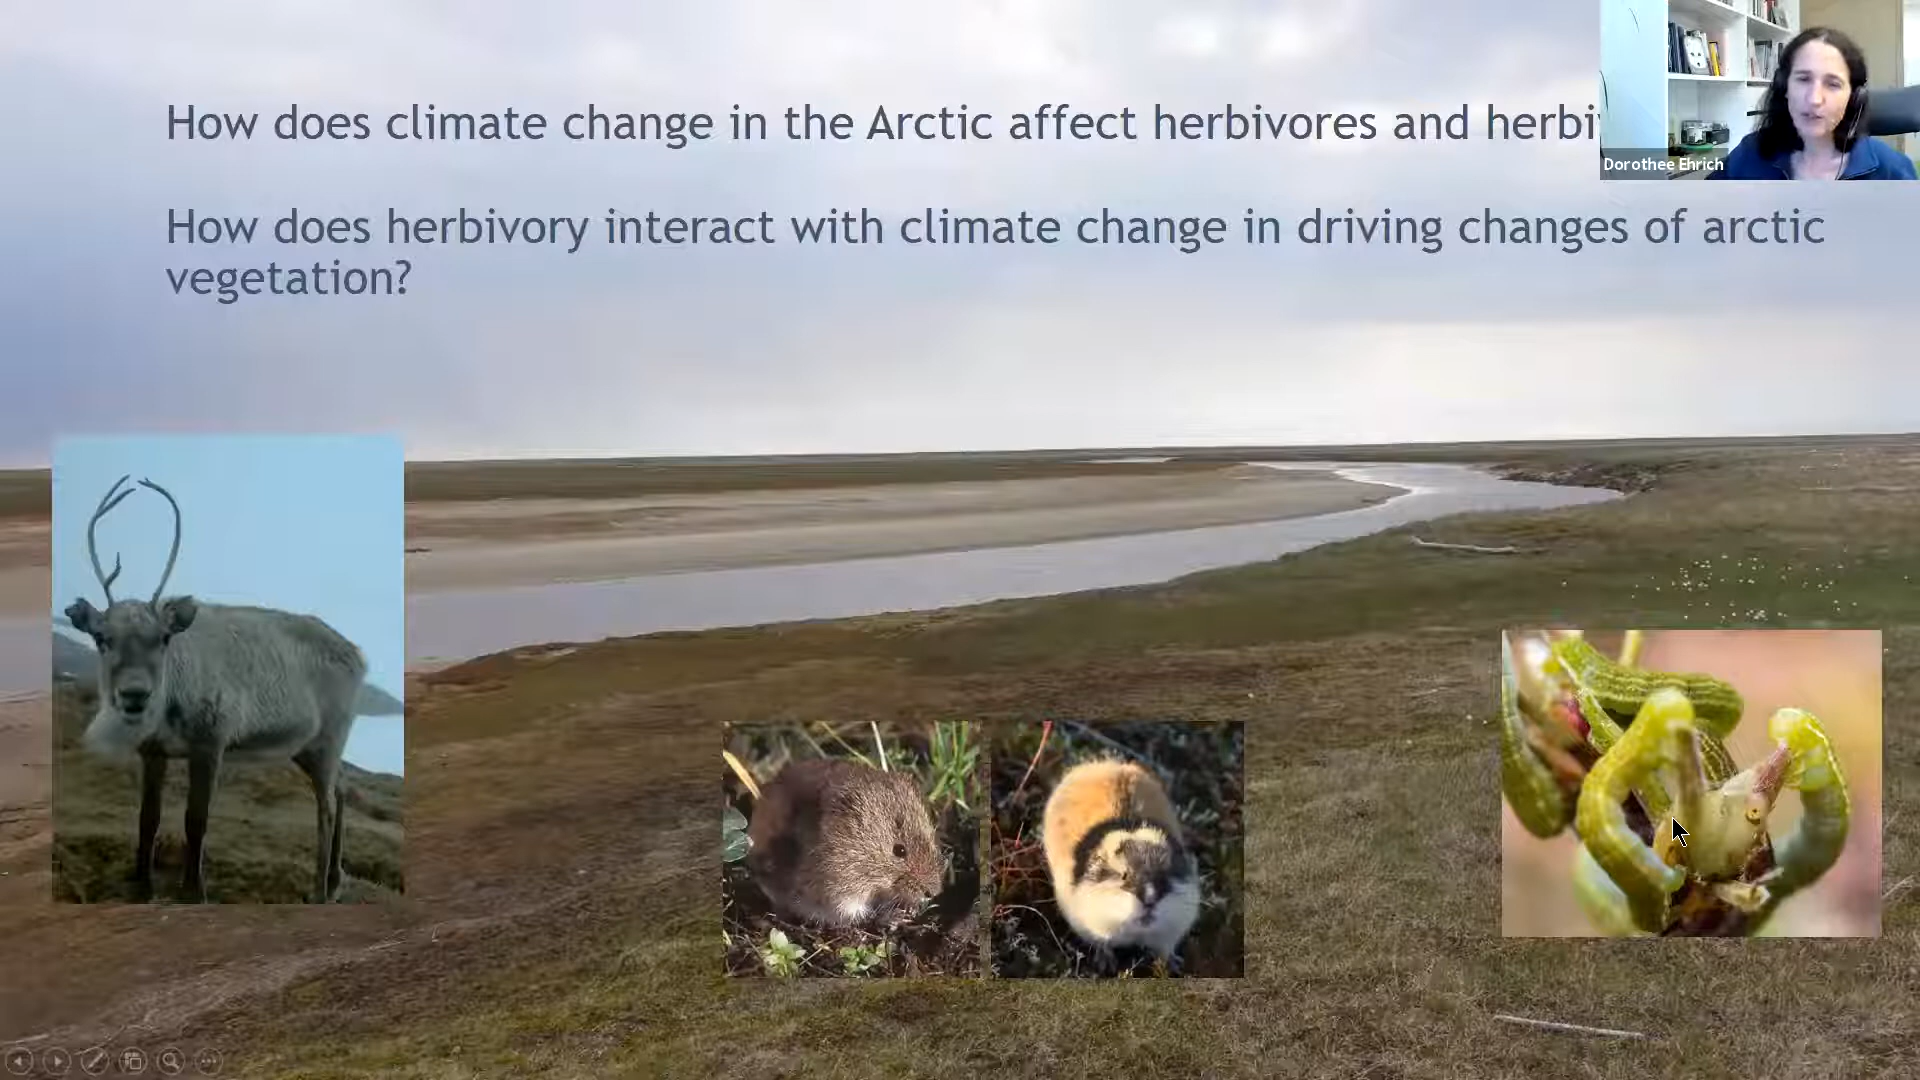 How does climate change in the Arctic affect herbivores and
Dorothee Ehrich
How does herbivory interact with climate change in driving changes of arctic
vegetation?